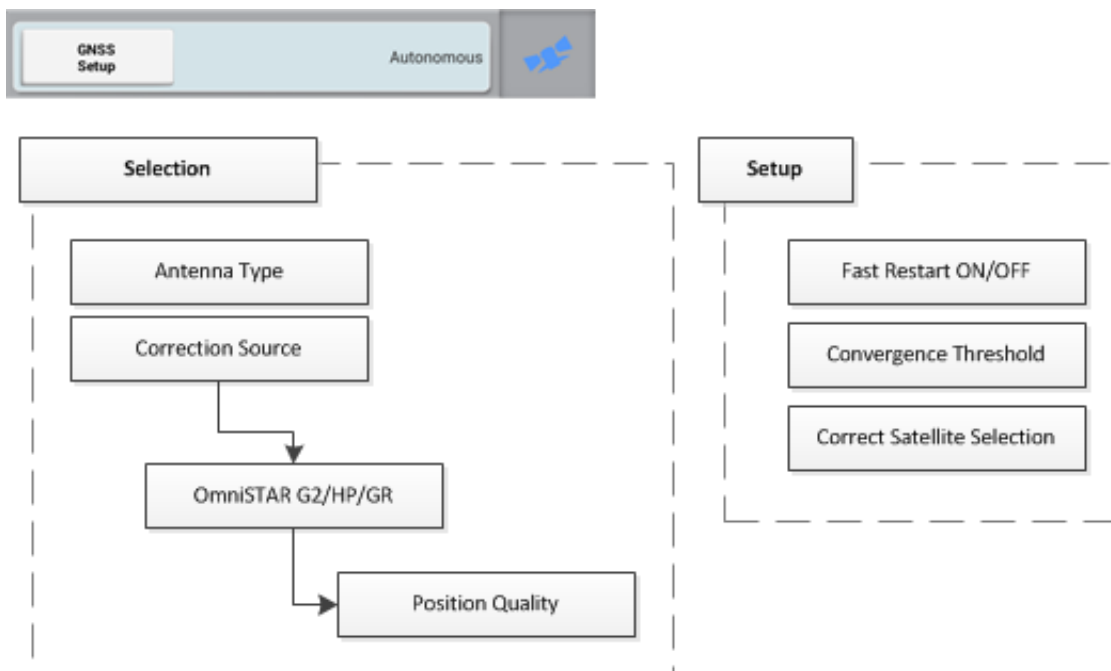 GNSS
Setup
Autonomous
Selection
Antenna Type
Correction Source
OmniSTAR G2/HP/GR
Position Quality
Setup
Fast Restart ON/OFF
Convergence Threshold
Correct Satellite Selection